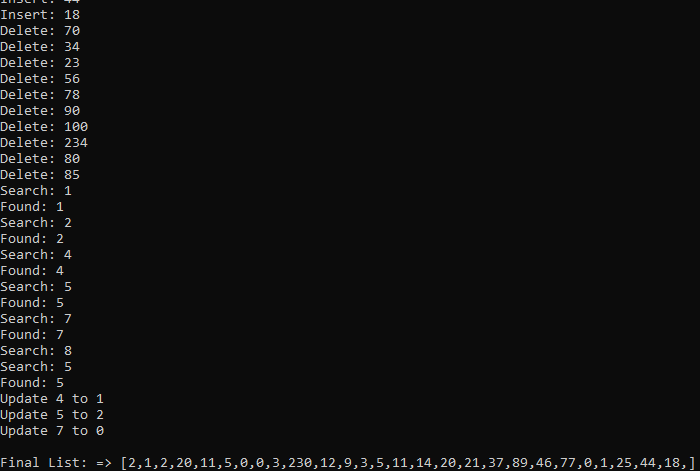 Insert: 44
Insert: 18
Delete: 70
Delete: 34
Delete: 23
Delete: 56
Delete: 78
Delete: 90
Delete: 100
Delete: 234
Delete: 80
Delete: 85
Search: 1
Found: 1
Search: 2
Found: 2
Search: 4
Found: 4
Search: 5
Found: 5
Search: 7
Found: 7
Search: 8
Search: 5
Found: 5
Update 4 to 1
Update 5 to 2
Update 7 to 0
Final List: => [2,1,2,20,11,5,0,0,3,230,12,9,3,5,11,14,20,21,37,89,46,77,0,1,25,44,18,]